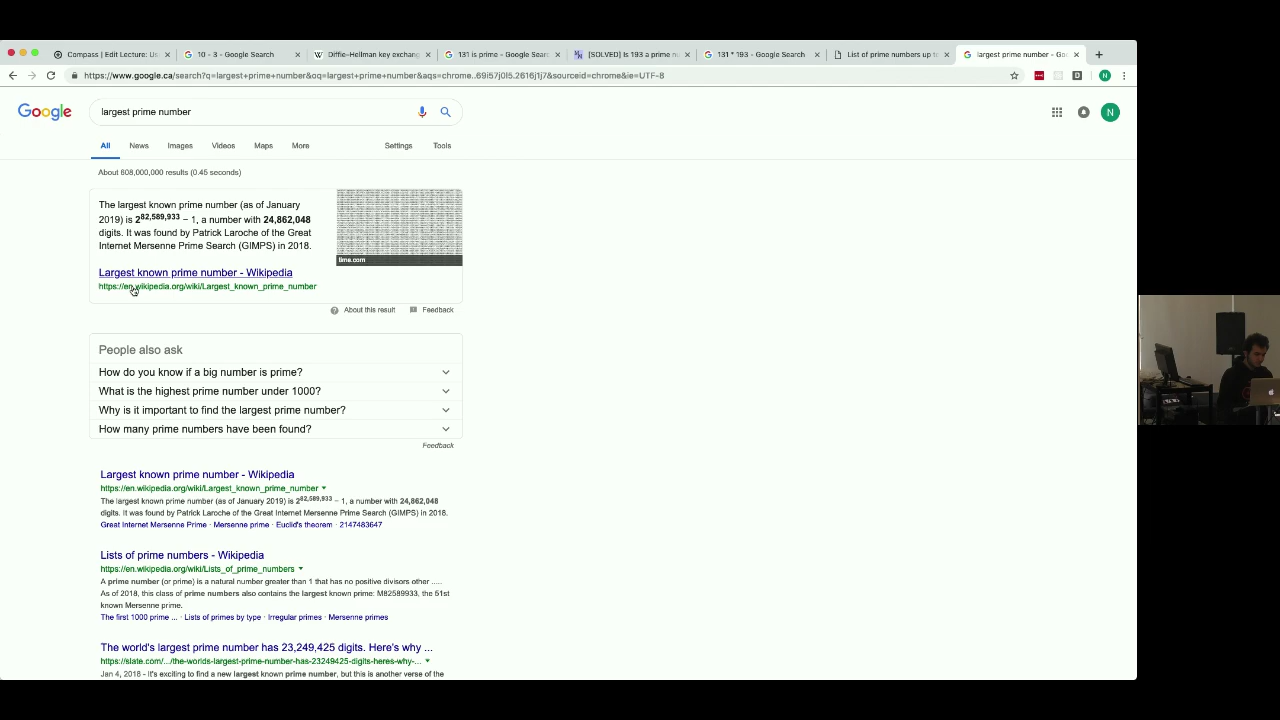 Compass | Edit Lecture: Us
10 - 3 - Google Search
Diffie–Hellman key exchang
131 is prime - Google Searc
[SOLVED] Is 193 a prime nu
131 * 193 - Google Search
List of prime numbers up to
largest prime number - Goo
https://www.google.ca/search?q=largest+prime+number&oq=largest+prime+number&aqs=chrome..69i57j0l5.2616j1j7&sourceid=chrome&ie=UTF-8
Google
largest prime number
N
All News Images Videos Maps More Settings Tools
About 608,000,000 results (0.45 seconds)
The largest known prime number (as of January
2019) is 2^82,589,933 − 1, a number with 24,862,048
digits. It was found by Patrick Laroche of the Great
Internet Mersenne Prime Search (GIMPS) in 2018.
time.com
Largest known prime number - Wikipedia
https://en.wikipedia.org/wiki/Largest_known_prime_number
About this result Feedback
People also ask
How do you know if a big number is prime?
What is the highest prime number under 1000?
Why is it important to find the largest prime number?
How many prime numbers have been found?
Feedback
Largest known prime number - Wikipedia
https://en.wikipedia.org/wiki/Largest_known_prime_number
The largest known prime number (as of January 2019) is 2^82,589,933 − 1, a number with 24,862,048
digits. It was found by Patrick Laroche of the Great Internet Mersenne Prime Search (GIMPS) in 2018.
Great Internet Mersenne Prime · Mersenne prime · Euclid's theorem · 2147483647
Lists of prime numbers - Wikipedia
https://en.wikipedia.org/wiki/Lists_of_prime_numbers
A prime number (or prime) is a natural number greater than 1 that has no positive divisors other .....
As of 2018, this class of prime numbers also contains the largest known prime: M82589933, the 51st
known Mersenne prime.
The first 1000 prime ... · Lists of primes by type · Irregular primes · Mersenne primes
The world's largest prime number has 23,249,425 digits. Here's why ...
https://slate.com/.../the-worlds-largest-prime-number-has-23249425-digits-heres-why-...
Jan 4, 2018 - It's exciting to find a new largest known prime number, but this is another verse of the